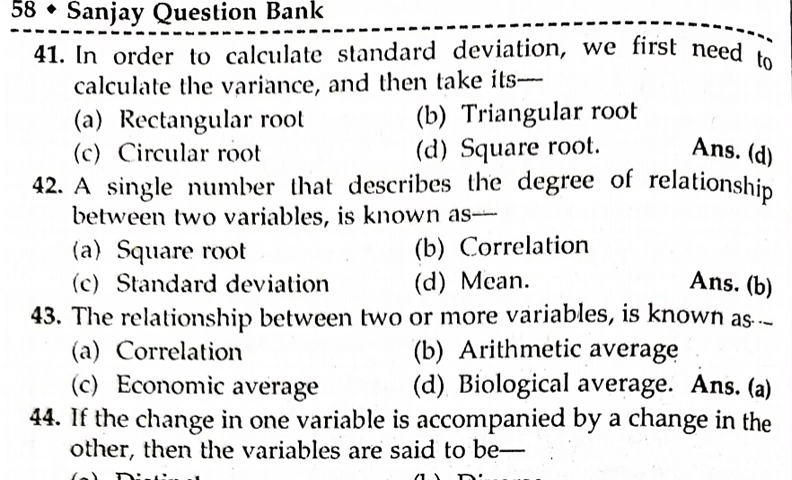 58 • Sanjay Question Bank
41. In order to calculate standard deviation, we first need to
calculate the variance, and then take its—
(a) Rectangular root (b) Triangular root
(c) Circular root (d) Square root. Ans. (d)
42. A single number that describes the degree of relationship
between two variables, is known as—
(a) Square root (b) Correlation
(c) Standard deviation (d) Mean. Ans. (b)
43. The relationship between two or more variables, is known as—
(a) Correlation (b) Arithmetic average
(c) Economic average (d) Biological average. Ans. (a)
44. If the change in one variable is accompanied by a change in the
other, then the variables are said to be—